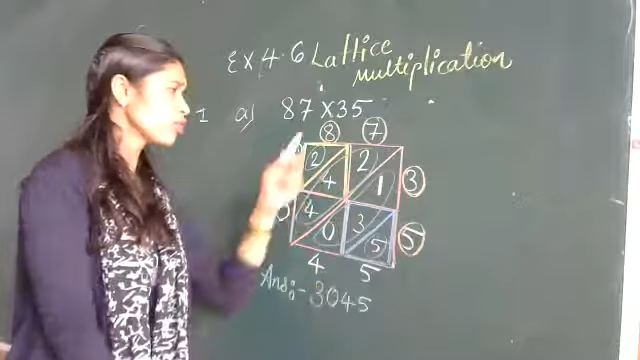 Ex 4.6 Lattice
multiplication
I a) 87 x 35
8 7
2 2
4 1 3
4 3
0 0 5 5
4 5
Ans:- 3045